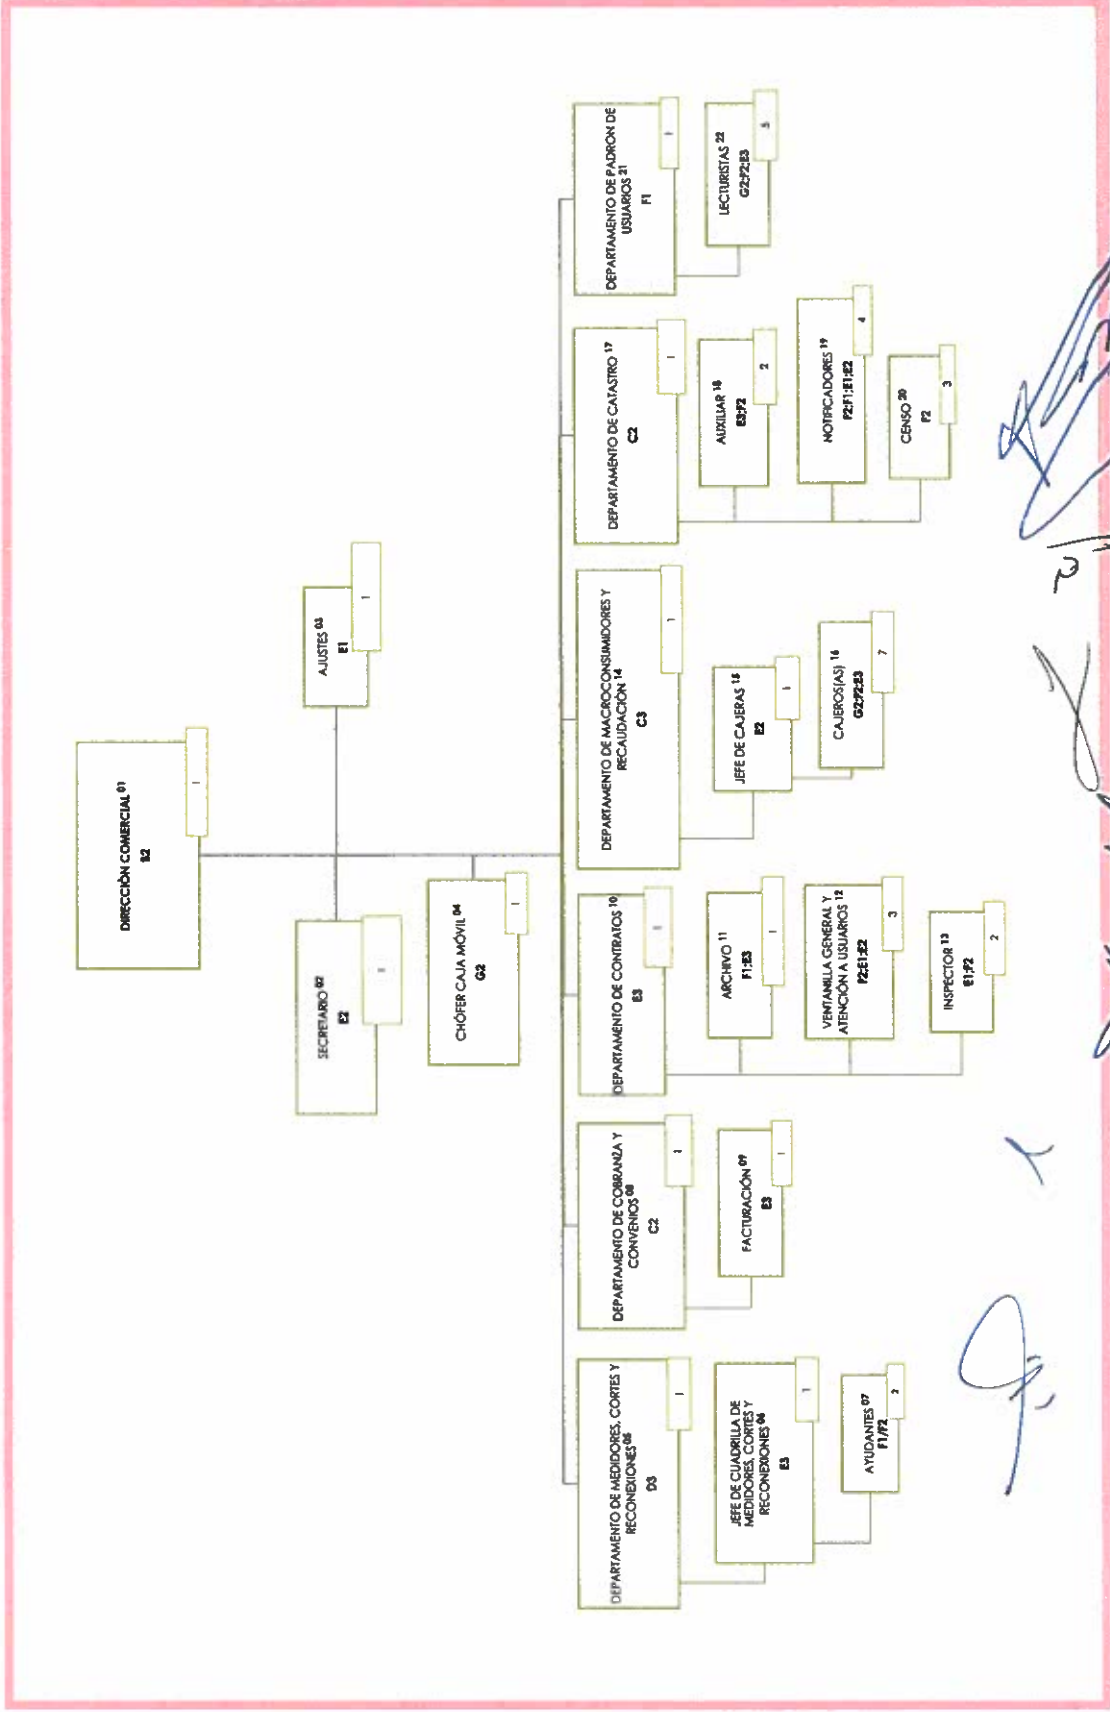 DIRECCIÓN COMERCIAL 01
B2
1
SECRETARIO 02
E2
1
AJUSTES 03
E1
1
CHÓFER CAJA MÓVIL 04
G2
1
DEPARTAMENTO DE MEDIDORES, CORTES Y
RECONEXIONES 05
D3
1
JEFE DE CUADRILLA DE
MEDIDORES, CORTES Y
RECONEXIONES 06
E3
1
AYUDANTES 07
F1/F2
2
DEPARTAMENTO DE COBRANZA Y
CONVENIOS 08
C2
1
FACTURACIÓN 09
E3
1
DEPARTAMENTO DE CONTRATOS 10
E3
1
ARCHIVO 11
F1;E3
1
VENTANILLA GENERAL Y
ATENCIÓN A USUARIOS 12
F2;E1;E2
3
INSPECTOR 13
E1;F2
2
DEPARTAMENTO DE MACROCONSUMIDORES Y
RECAUDACIÓN 14
C3
1
JEFE DE CAJERAS 15
E2
1
CAJEROS(AS) 16
G2;F2;E3
7
DEPARTAMENTO DE CATASTRO 17
C2
1
AUXILIAR 18
E3;F2
2
NOTIFICADORES 19
F2;F1;E1;E2
4
CENSO 20
F2
3
DEPARTAMENTO DE PADRON DE
USUARIOS 21
F1
1
LECTURISTAS 22
G2;F2;E3
5